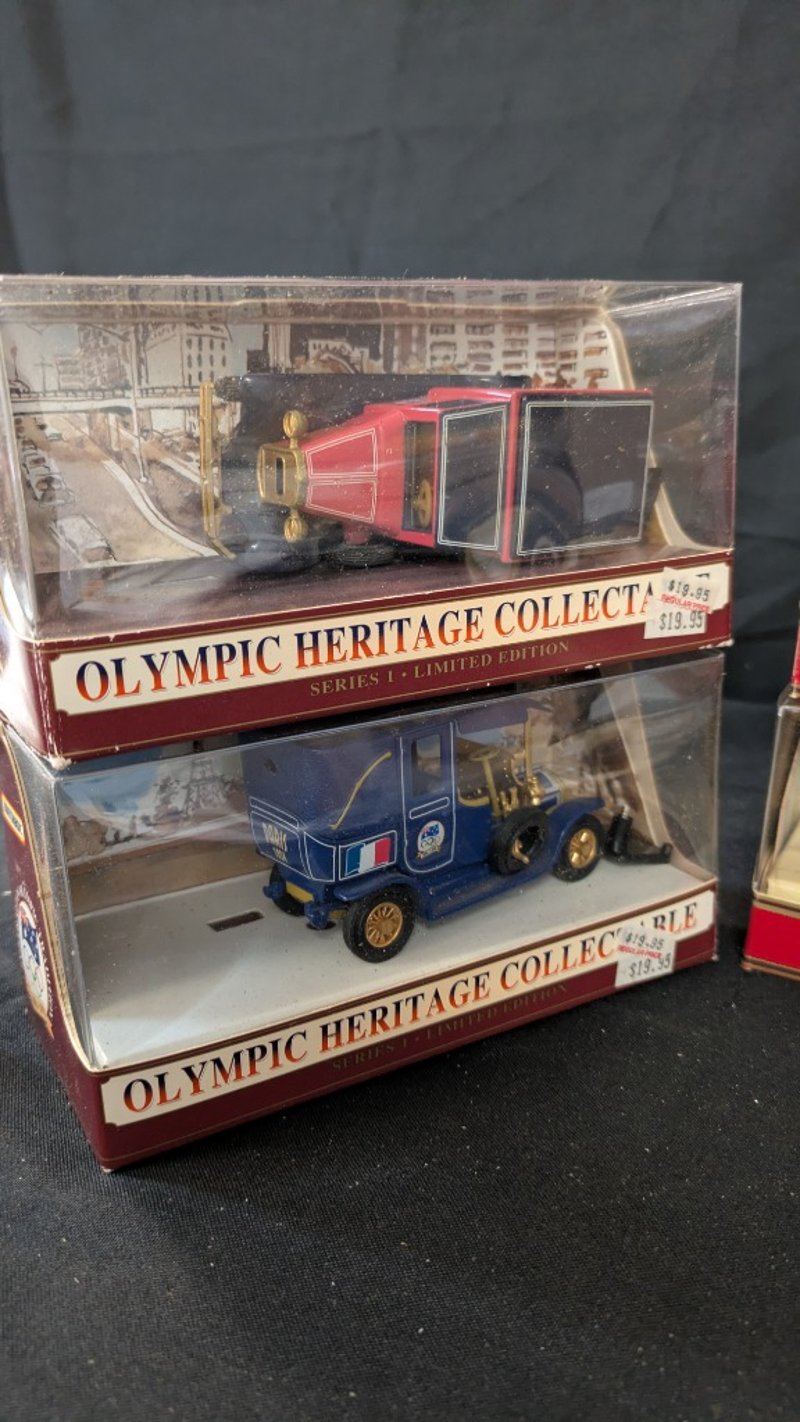 OLYMPIC HERITAGE COLLECTA
$19.95
REGULAR PRICE
$19.95
SERIES 1 • LIMITED EDITION
PARIS
OLYMPIC HERITAGE COLLECTABLE
$19.95
REGULAR PRICE
$19.95
SERIES 1 • LIMITED EDITION